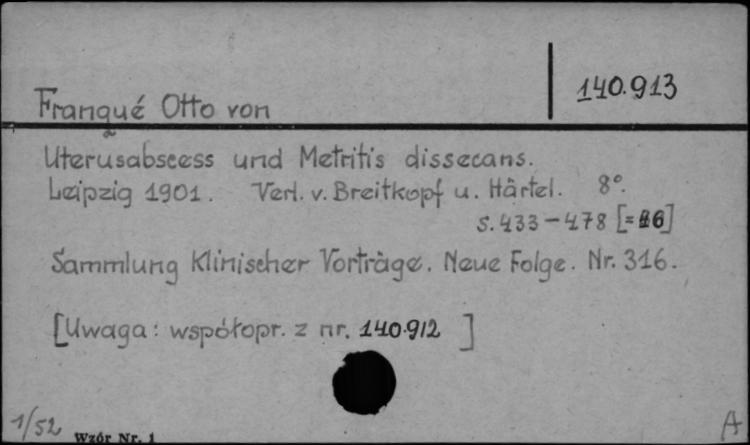 140.913
Franqué Otto von
Uterusabscess und Metritis dissecans.
Leipzig 1901. Verl. v. Breitkopf u. Härtel. 8°.
S. 433-478 [=46]
Sammlung Klinischer Vorträge. Neue Folge. Nr. 316.
[Uwaga: współopr. z nr. 140.912 ]
1/52
Wzór Nr. 1
A